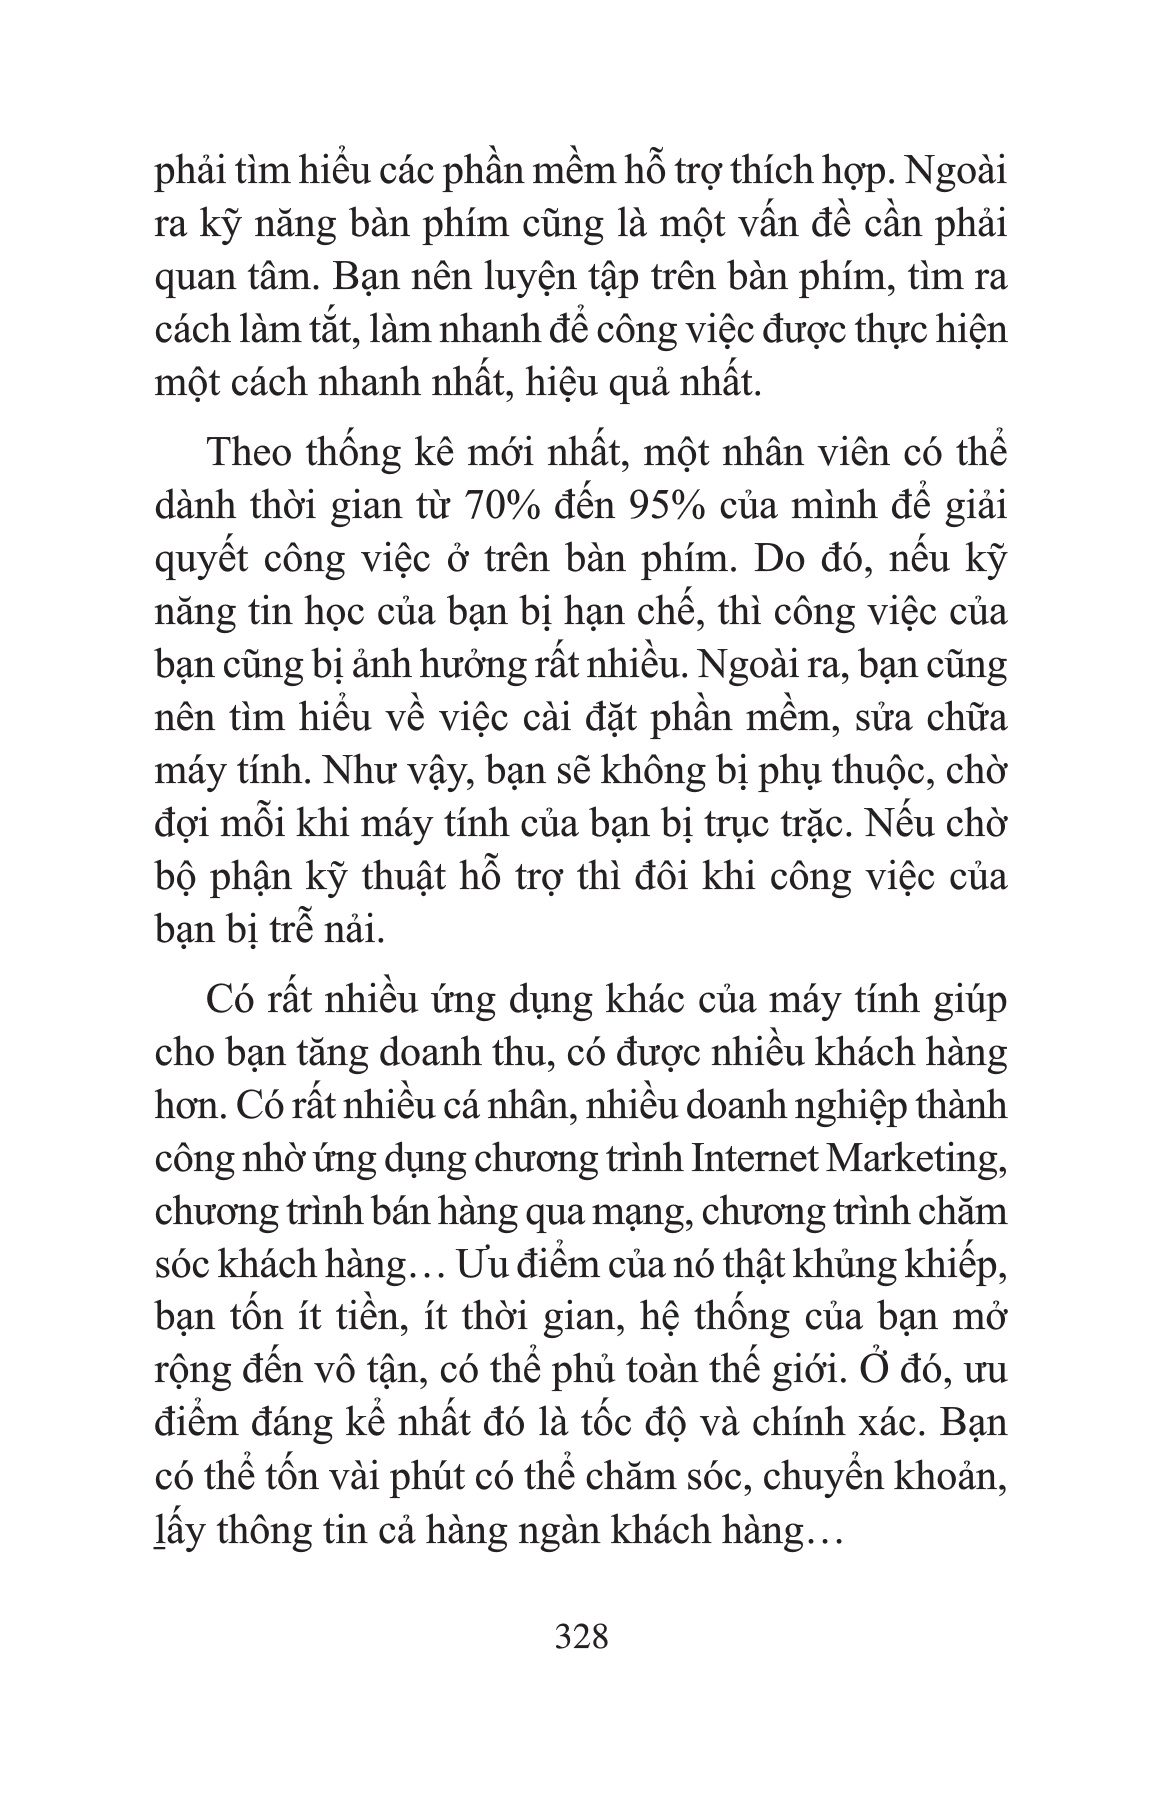 phải tìm hiểu các phần mềm hỗ trợ thích hợp. Ngoài
ra kỹ năng bàn phím cũng là một vấn đề cần phải
quan tâm. Bạn nên luyện tập trên bàn phím, tìm ra
cách làm tắt, làm nhanh để công việc được thực hiện
một cách nhanh nhất, hiệu quả nhất.
Theo thống kê mới nhất, một nhân viên có thể
dành thời gian từ 70% đến 95% của mình để giải
quyết công việc ở trên bàn phím. Do đó, nếu kỹ
năng tin học của bạn bị hạn chế, thì công việc của
bạn cũng bị ảnh hưởng rất nhiều. Ngoài ra, bạn cũng
nên tìm hiểu về việc cài đặt phần mềm, sửa chữa
máy tính. Như vậy, bạn sẽ không bị phụ thuộc, chờ
đợi mỗi khi máy tính của bạn bị trục trặc. Nếu chờ
bộ phận kỹ thuật hỗ trợ thì đôi khi công việc của
bạn bị trễ nải.
Có rất nhiều ứng dụng khác của máy tính giúp
cho bạn tăng doanh thu, có được nhiều khách hàng
hơn. Có rất nhiều cá nhân, nhiều doanh nghiệp thành
công nhờ ứng dụng chương trình Internet Marketing,
chương trình bán hàng qua mạng, chương trình chăm
sóc khách hàng… Ưu điểm của nó thật khủng khiếp,
bạn tốn ít tiền, ít thời gian, hệ thống của bạn mở
rộng đến vô tận, có thể phủ toàn thế giới. Ở đó, ưu
điểm đáng kể nhất đó là tốc độ và chính xác. Bạn
có thể tốn vài phút có thể chăm sóc, chuyển khoản,
lấy thông tin cả hàng ngàn khách hàng…
328